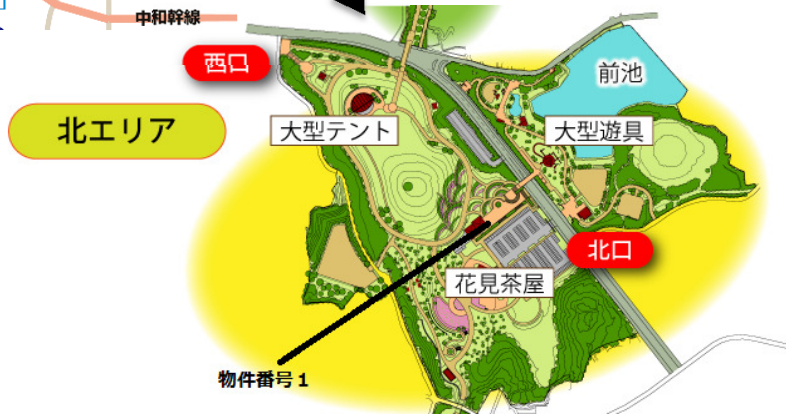 中和幹線
西口
前池
北エリア
大型テント
大型遊具
北口
花見茶屋
物件番号1